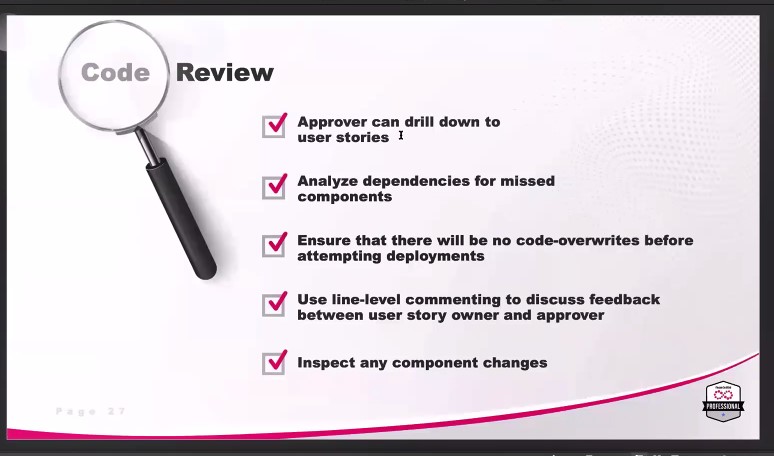 Code Review
Approver can drill down to
user stories
Analyze dependencies for missed
components
Ensure that there will be no code-overwrites before
attempting deployments
Use line-level commenting to discuss feedback
between user story owner and approver
Inspect any component changes
Page 27
PROFESSIONAL